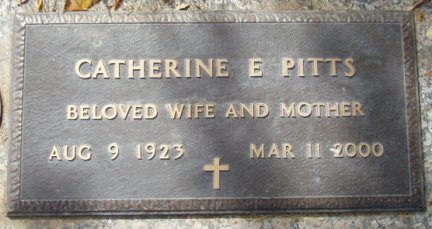 CATHERINE E PITTS
BELOVED WIFE AND MOTHER
AUG 9 1923 MAR 11 2000